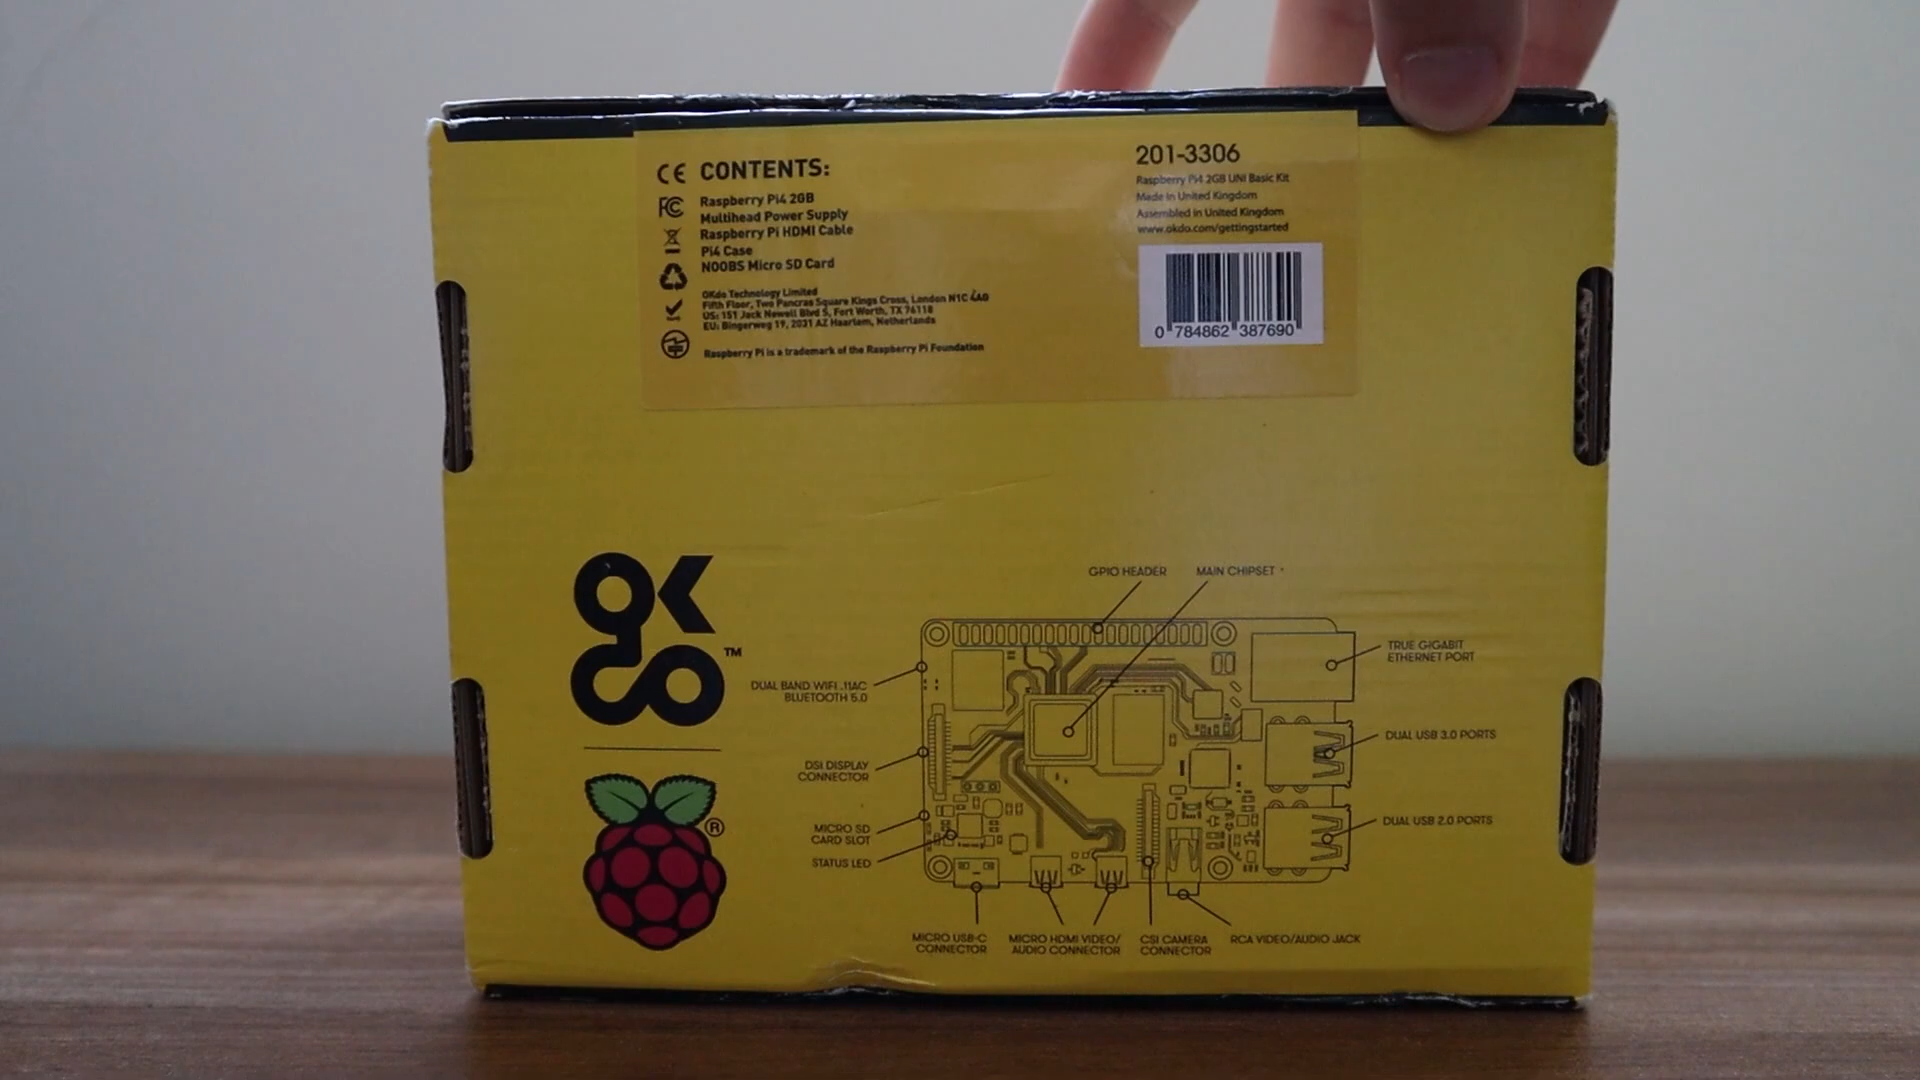 CE CONTENTS:
FC
Raspberry Pi4 2GB
Multihead Power Supply
Raspberry Pi HDMI Cable
Pi4 Case
NOOBS Micro SD Card
OKdo Technology Limited
Fifth Floor, Two Pancras Square Kings Cross, London N1C 4AG
US: 151 Jack Newell Blvd S, Fort Worth, TX 76118
EU: Bingerweg 19, 2031 AZ Haarlem, Netherlands
Raspberry Pi is a trademark of the Raspberry Pi Foundation
201-3306
Raspberry Pi4 2GB UNI Basic Kit
Made in United Kingdom
Assembled in United Kingdom
www.okdo.com/gettingstarted
0 784862 387690
OK
DO
™
®
GPIO HEADER
MAIN CHIPSET
TRUE GIGABIT
ETHERNET PORT
DUAL BAND WIFI .11AC
BLUETOOTH 5.0
DUAL USB 3.0 PORTS
DSI DISPLAY
CONNECTOR
DUAL USB 2.0 PORTS
MICRO SD
CARD SLOT
STATUS LED
MICRO USB-C
CONNECTOR
MICRO HDMI VIDEO/
AUDIO CONNECTOR
CSI CAMERA
CONNECTOR
RCA VIDEO/AUDIO JACK